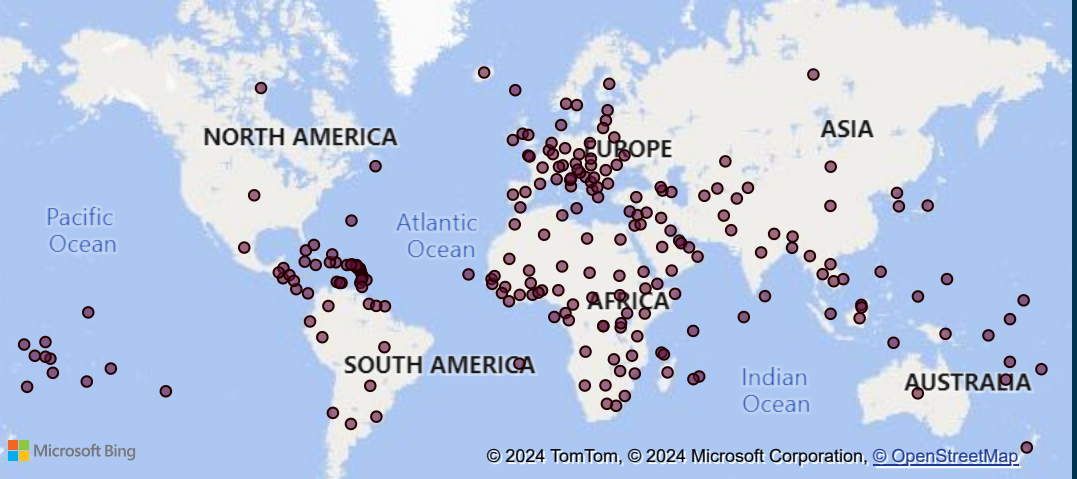 NORTH AMERICA
EUROPE
ASIA
Pacific
Ocean
Atlantic
Ocean
AFRICA
SOUTH AMERICA
Indian
Ocean
AUSTRALIA
Microsoft Bing
© 2024 TomTom, © 2024 Microsoft Corporation, © OpenStreetMap